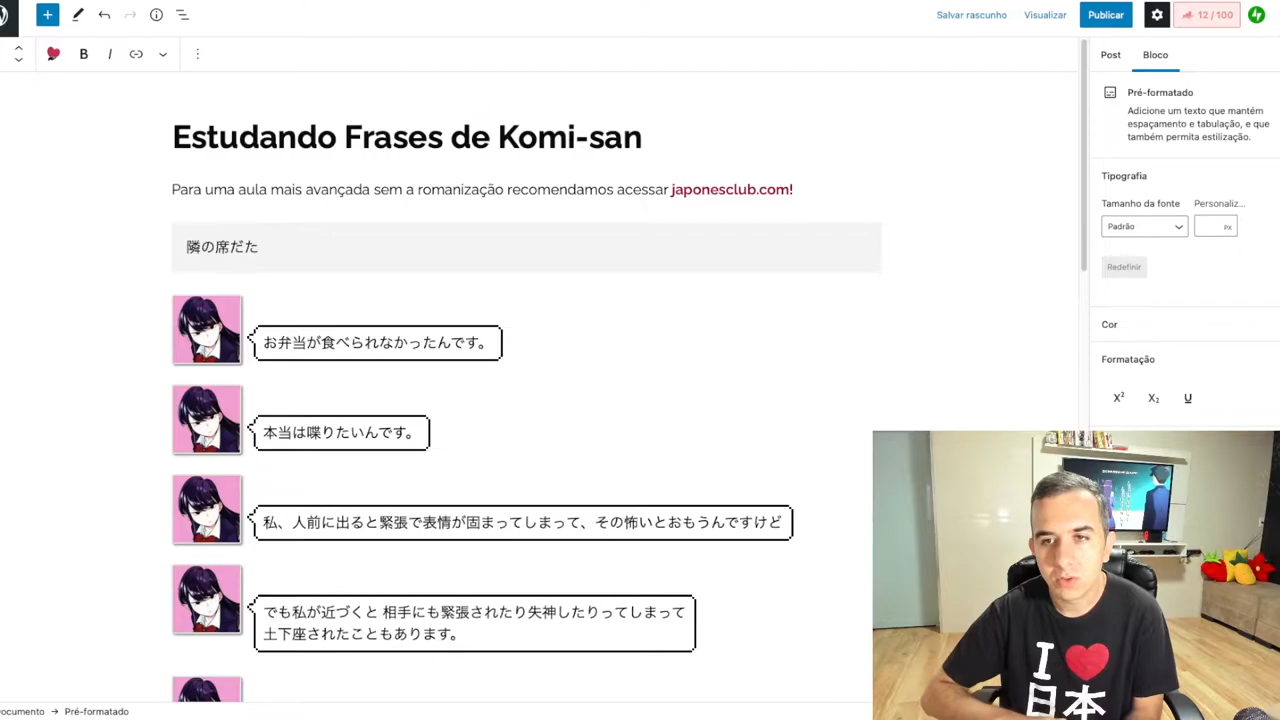 Salvar rascunho
Visualizar
Publicar
12 / 100
B
I
Post
Bloco
Pré-formatado
Adicione um texto que mantém
espaçamento e tabulação, e que
também permita estilização.
Estudando Frases de Komi-san
Para uma aula mais avançada sem a romanização recomendamos acessar japonesclub.com!
隣の席だた
お弁当が食べられなかったんです。
本当は喋りたいんです。
私、人前に出ると緊張で表情が固まってしまって、その怖いとおもうんですけど
でも私が近づくと 相手にも緊張されたり失神したりってしまって
土下座されたこともあります。
Tipografia
Tamanho da fonte
Personaliz...
Padrão
PX
Redefinir
Cor
Formatação
X²
X₂
U
I
日本
ocumento → Pré-formatado